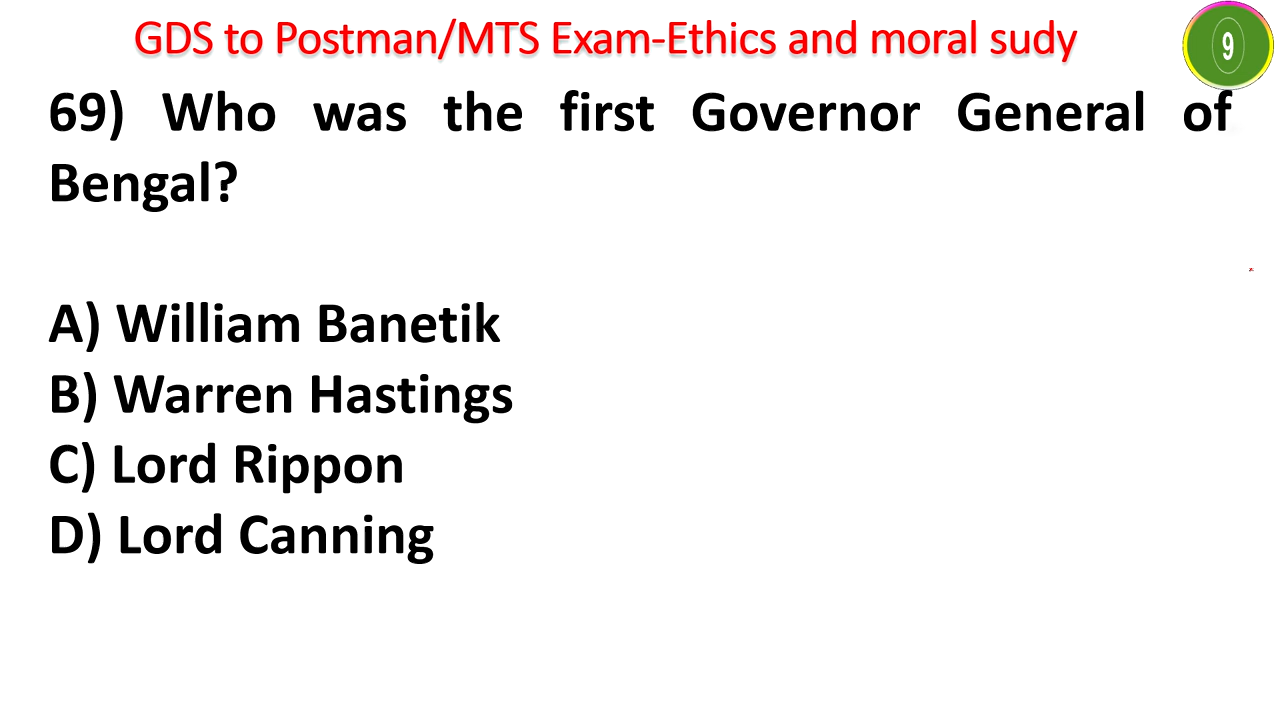 GDS to Postman/MTS Exam-Ethics and moral sudy
9
69) Who was the first Governor General of
Bengal?
A) William Banetik
B) Warren Hastings
C) Lord Rippon
D) Lord Canning